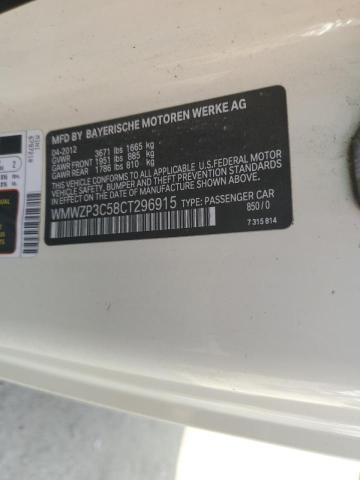 MFD BY BAYERISCHE MOTOREN WERKE AG
04-2012
GVWR 3671 lbs 1665 kg
GAWR FRONT 1951 lbs 885 kg
GAWR REAR 1786 lbs 810 kg
THIS VEHICLE CONFORMS TO ALL APPLICABLE U.S.FEDERAL MOTOR
VEHICLE SAFETY, BUMPER, AND THEFT PREVENTION STANDARDS IN EFFECT ON THE
DATE OF MANUFACTURE SHOWN ABOVE.
WMWZP3C58CT296915 TYPE: PASSENGER CAR
850/0
7 315 814
MINI
2